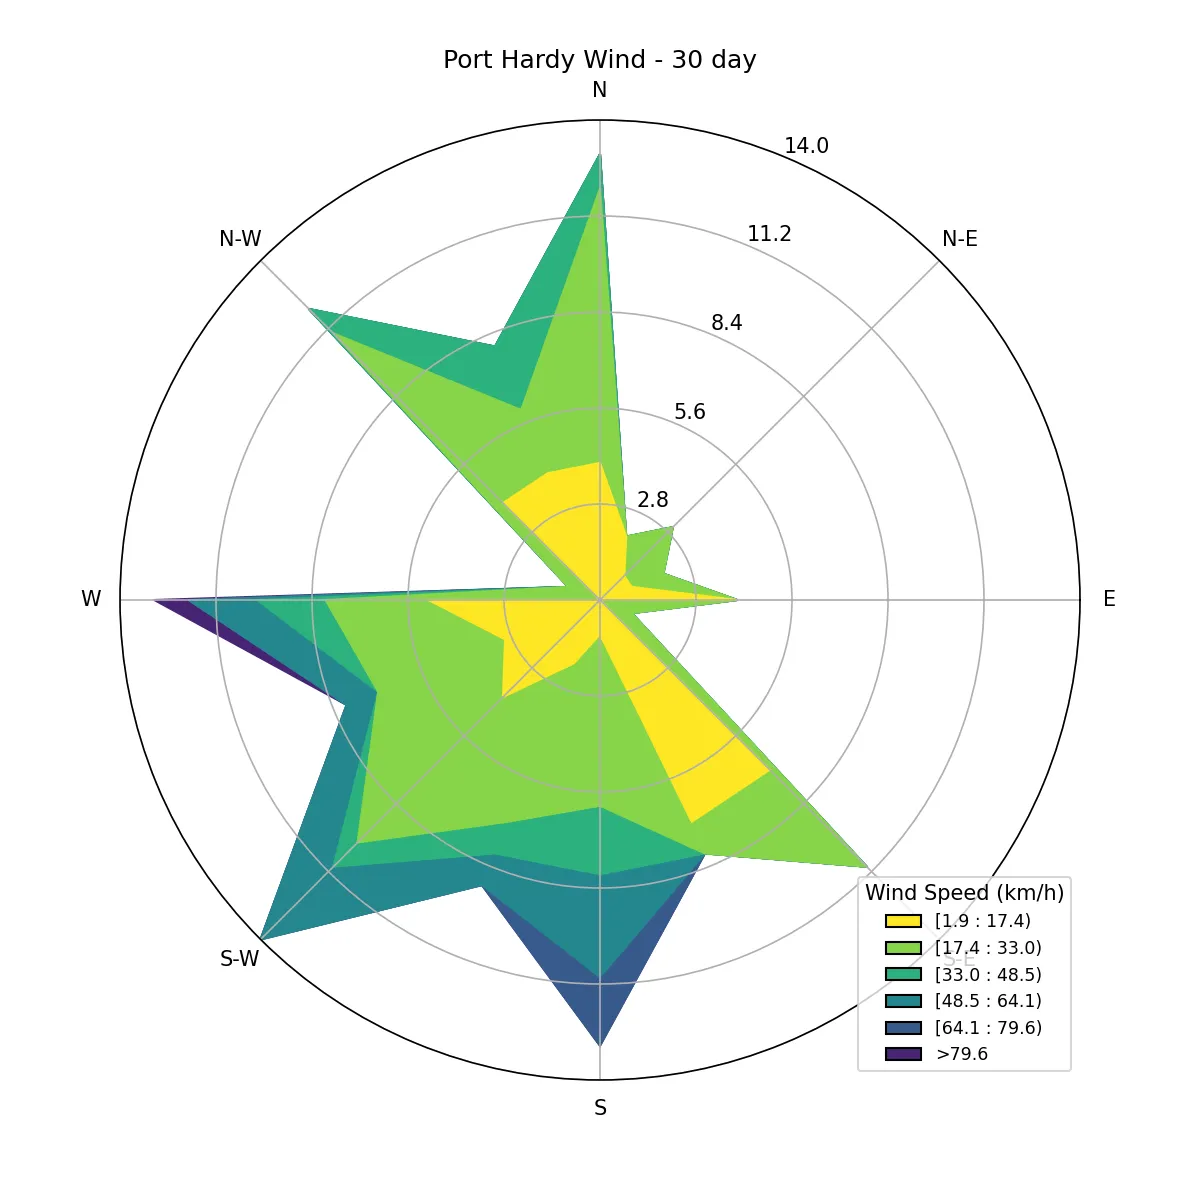 Port Hardy Wind - 30 day
N
14.0
N-W
11.2
N-E
8.4
5.6
2.8
W
E
Wind Speed (km/h)
[1.9 : 17.4)
[17.4 : 33.0)
[33.0 : 48.5)
[48.5 : 64.1)
[64.1 : 79.6)
>79.6
S-W
S-E
S